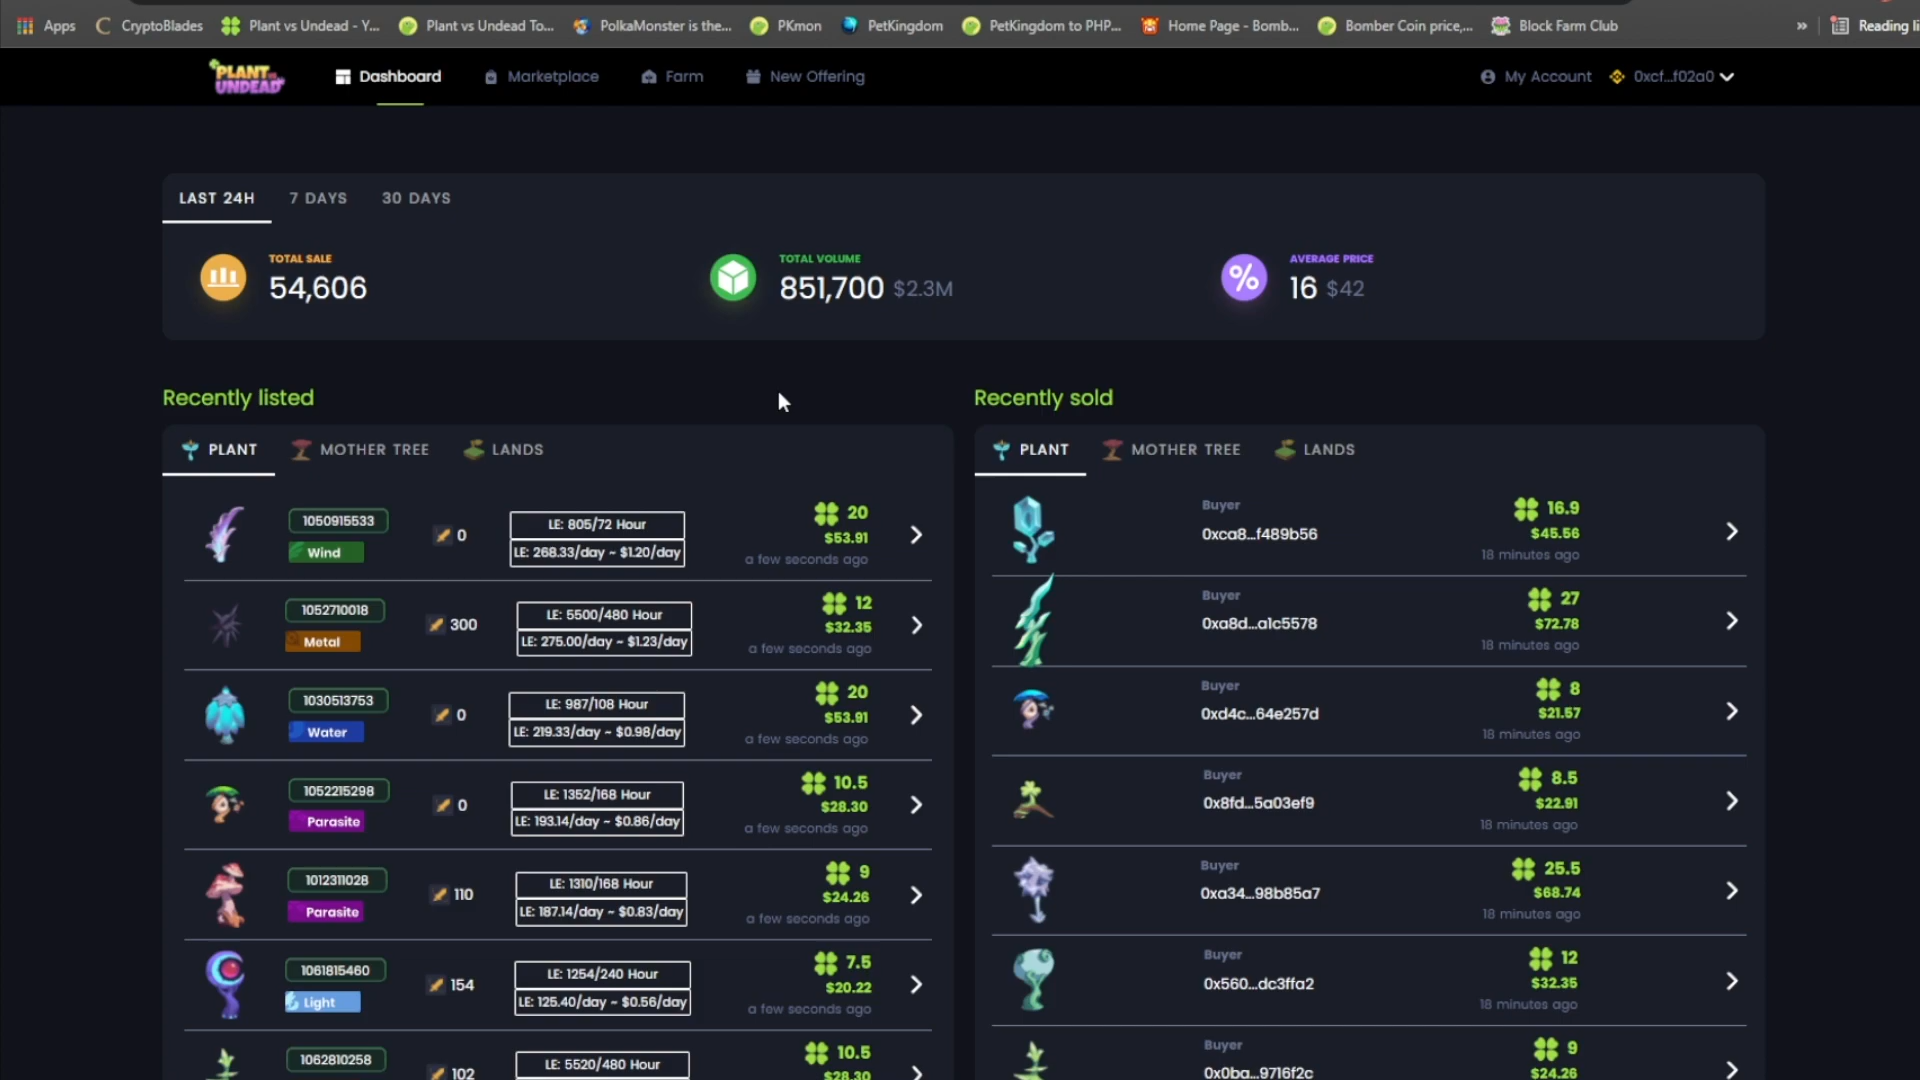 Apps CryptoBlades Plant vs Undead - Y... Plant vs Undead To... PolkaMonster is the... PKmon PetKingdom PetKingdom to PHP... Home Page - Bomb... Bomber Coin price,... Block Farm Club » Reading li
PLANT VS UNDEAD Dashboard Marketplace Farm New Offering My Account 0xcf...f02a0
LAST 24H 7 DAYS 30 DAYS
TOTAL SALE
54,606
TOTAL VOLUME
851,700 $2.3M
AVERAGE PRICE
16 $42
Recently listed
PLANT MOTHER TREE LANDS
1050915533
Wind
0
LE: 805/72 Hour
LE: 268.33/day ~ $1.20/day
20
$53.91
a few seconds ago
1052710018
Metal
300
LE: 5500/480 Hour
LE: 275.00/day ~ $1.23/day
12
$32.35
a few seconds ago
1030513753
Water
0
LE: 987/108 Hour
LE: 219.33/day ~ $0.98/day
20
$53.91
a few seconds ago
1052215298
Parasite
0
LE: 1352/168 Hour
LE: 193.14/day ~ $0.86/day
10.5
$28.30
a few seconds ago
1012311028
Parasite
110
LE: 1310/168 Hour
LE: 187.14/day ~ $0.83/day
9
$24.26
a few seconds ago
1061815460
Light
154
LE: 1254/240 Hour
LE: 125.40/day ~ $0.56/day
7.5
$20.22
a few seconds ago
1062810258
102
LE: 5520/480 Hour
10.5
$28.30
Recently sold
PLANT MOTHER TREE LANDS
Buyer
0xca8...f489b56
16.9
$45.56
18 minutes ago
Buyer
0xa8d...a1c5578
27
$72.78
18 minutes ago
Buyer
0xd4c...64e257d
8
$21.57
18 minutes ago
Buyer
0x8fd...5a03ef9
8.5
$22.91
18 minutes ago
Buyer
0xa34...98b85a7
25.5
$68.74
18 minutes ago
Buyer
0x560...dc3ffa2
12
$32.35
18 minutes ago
Buyer
0x0ba...9716f2c
9
$24.26